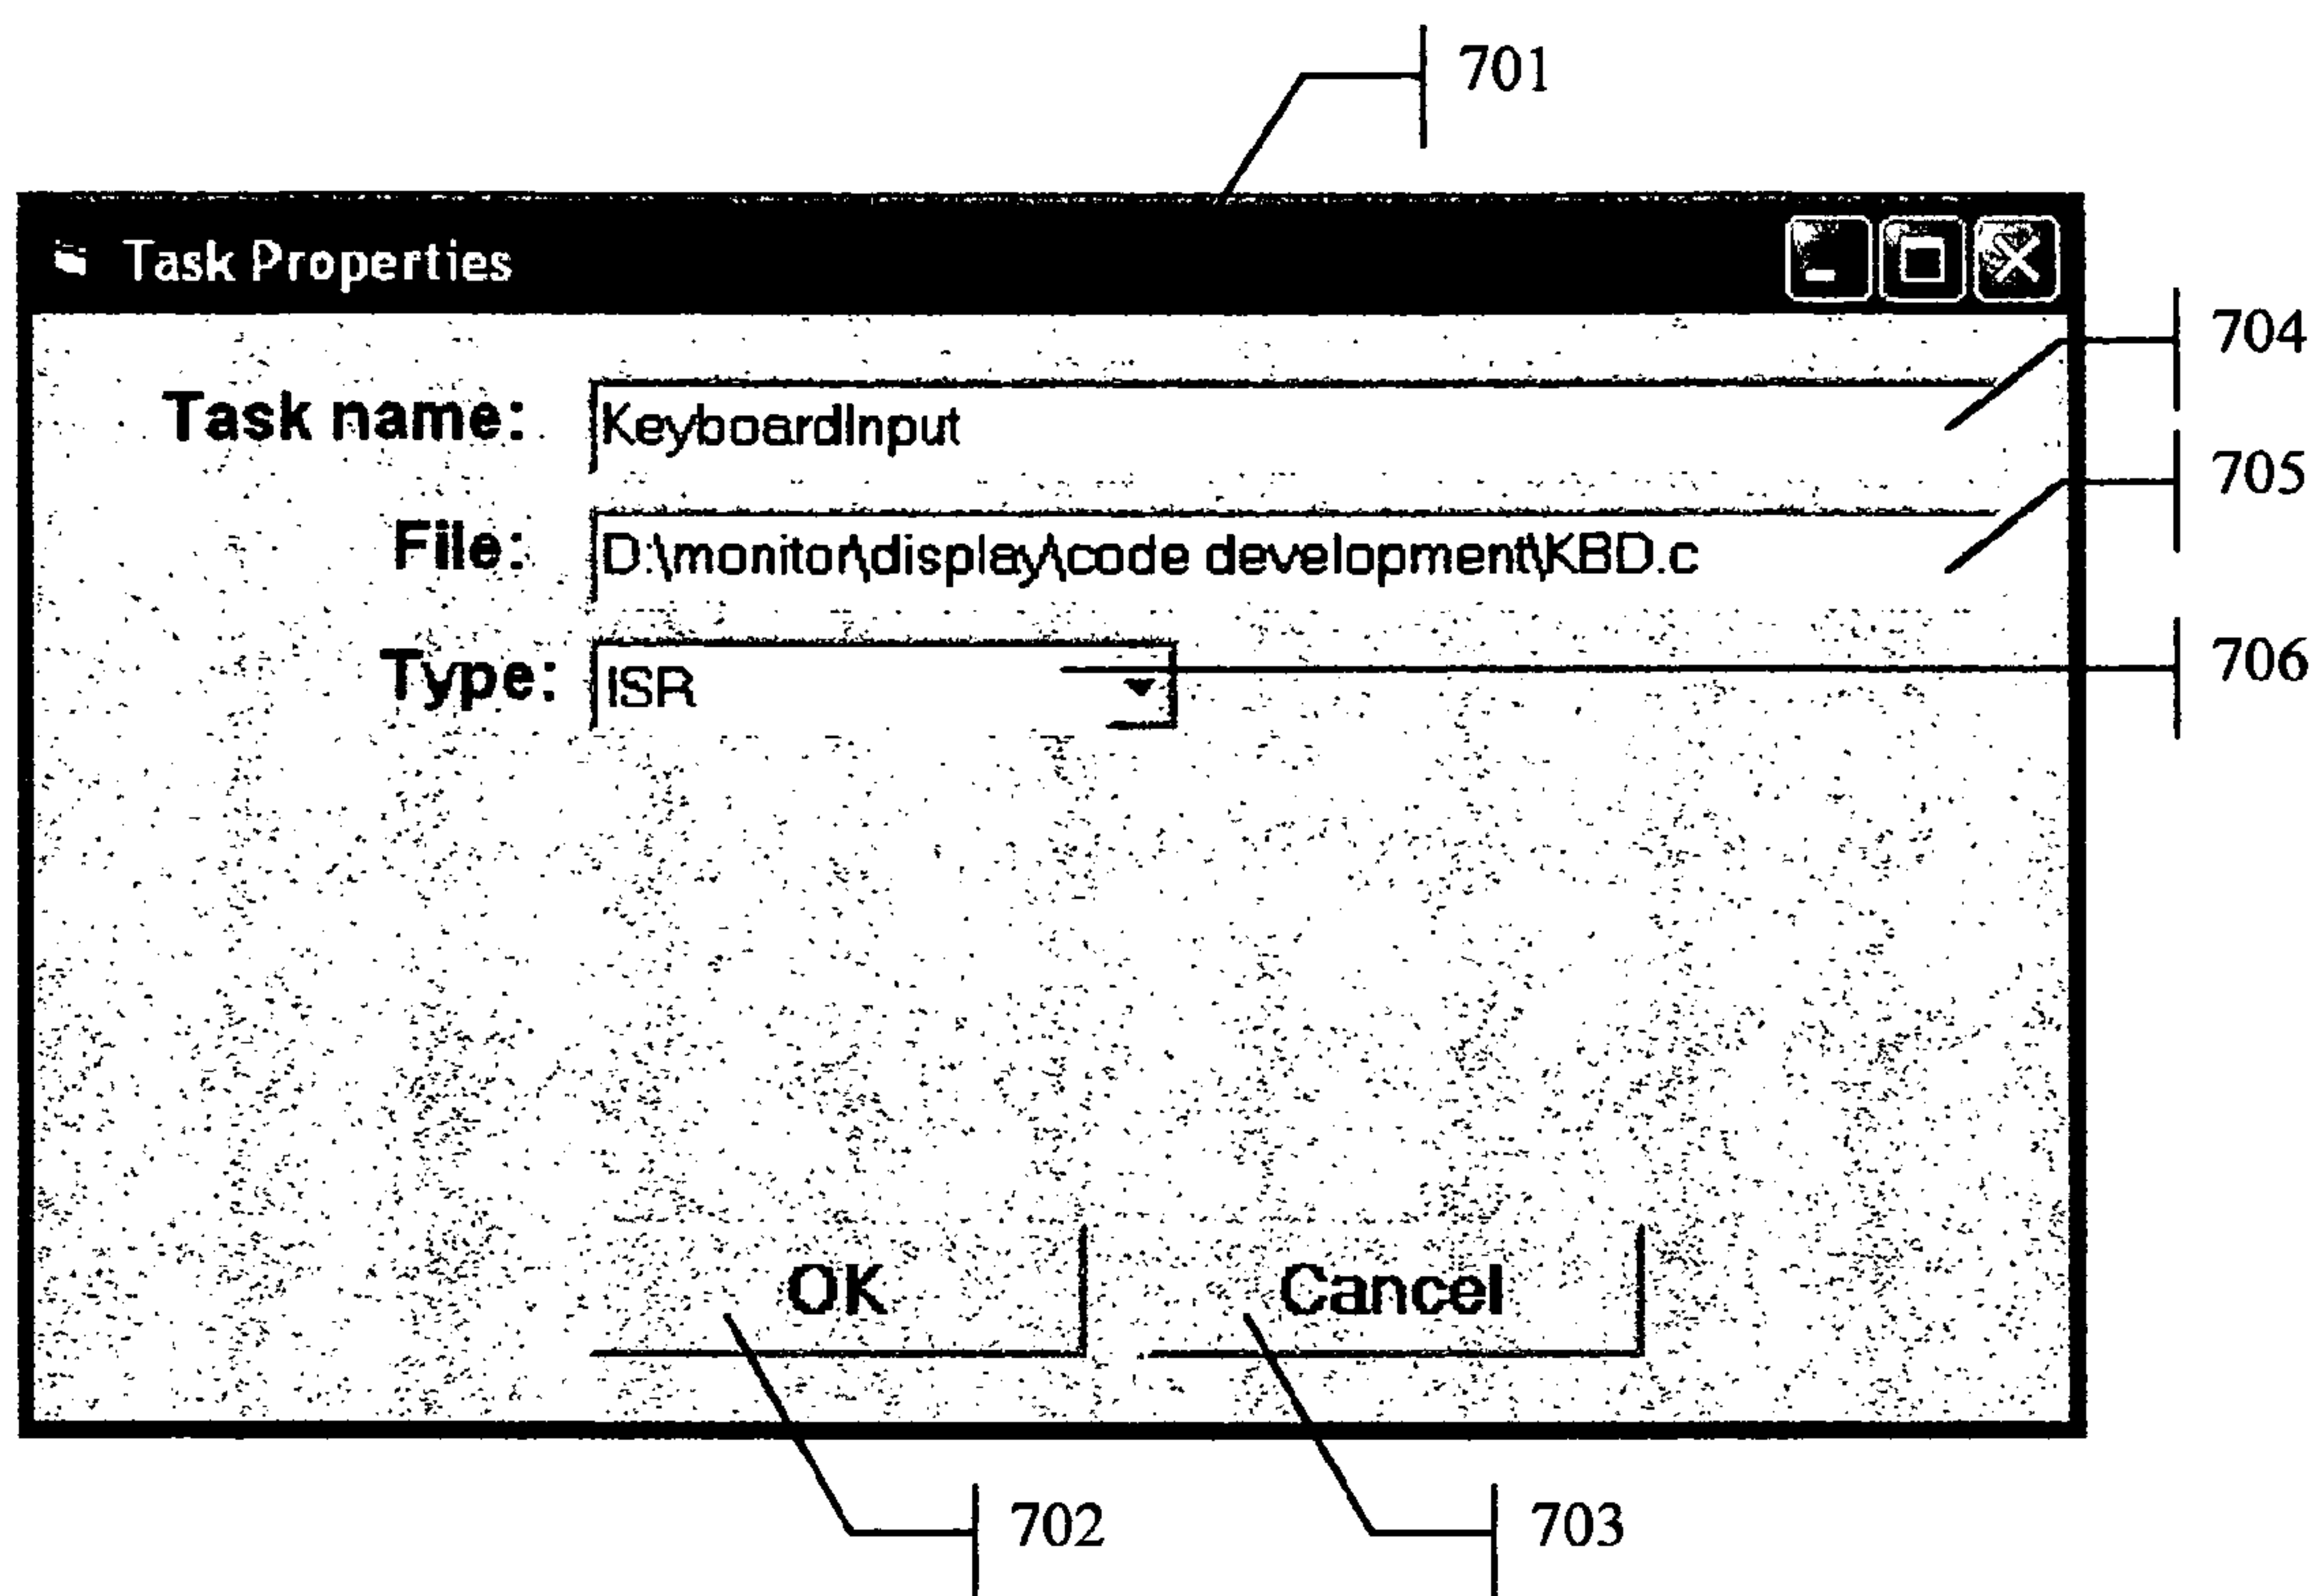 701
Task Properties
704
Task name: KeyboardInput
705
File: D:\monitor\display\code development\KBD.c
706
Type: ISR
OK Cancel
702 703